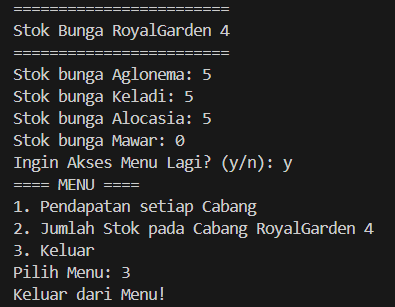 ========================
Stok Bunga RoyalGarden 4
========================
Stok bunga Aglonema: 5
Stok bunga Keladi: 5
Stok bunga Alocasia: 5
Stok bunga Mawar: 0
Ingin Akses Menu Lagi? (y/n): y
==== MENU ====
1. Pendapatan setiap Cabang
2. Jumlah Stok pada Cabang RoyalGarden 4
3. Keluar
Pilih Menu: 3
Keluar dari Menu!